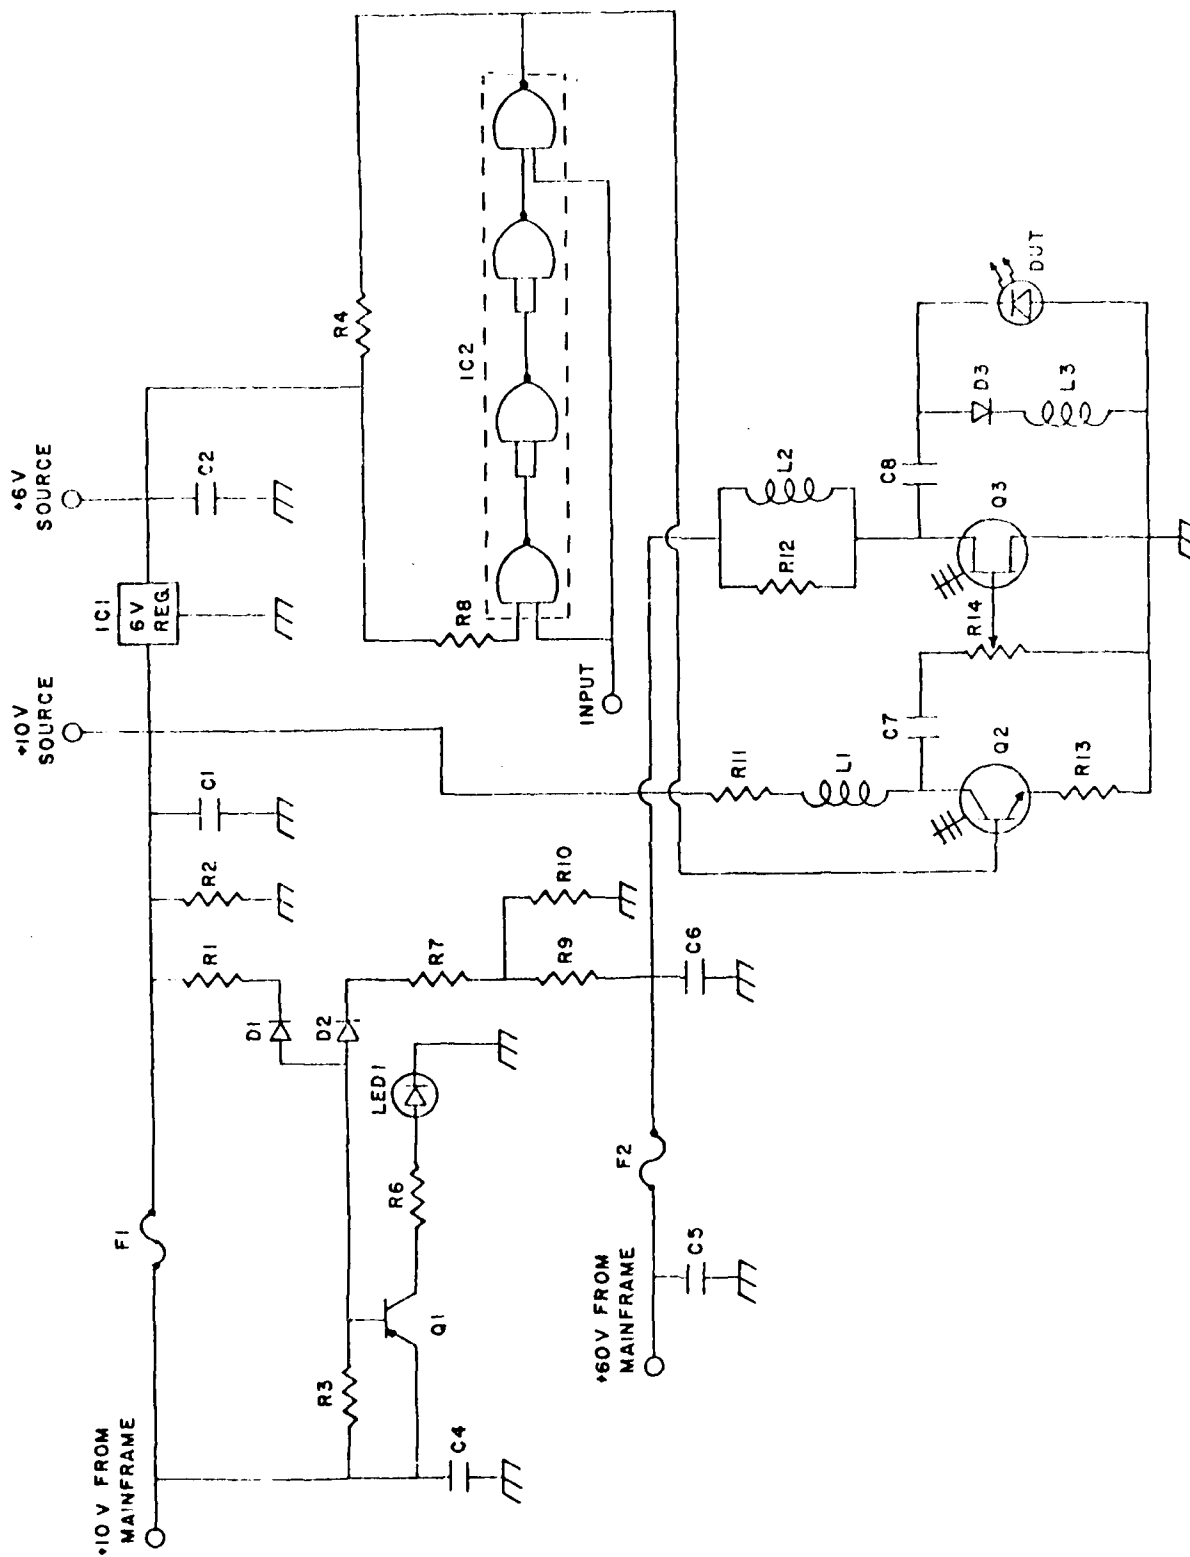 +10V FROM
MAINFRAME
F1
R1
R2
C1
+10V
SOURCE
IC1
6V
REG.
+6V
SOURCE
C2
R3
Q1
C4
R6
LED1
D1
D2
R7
R10
R9
C6
+60V FROM
MAINFRAME
F2
C5
R4
IC2
R8
INPUT
R11
L1
C7
Q2
R13
R14
R12
L2
Q3
C8
D3
L3
DUT